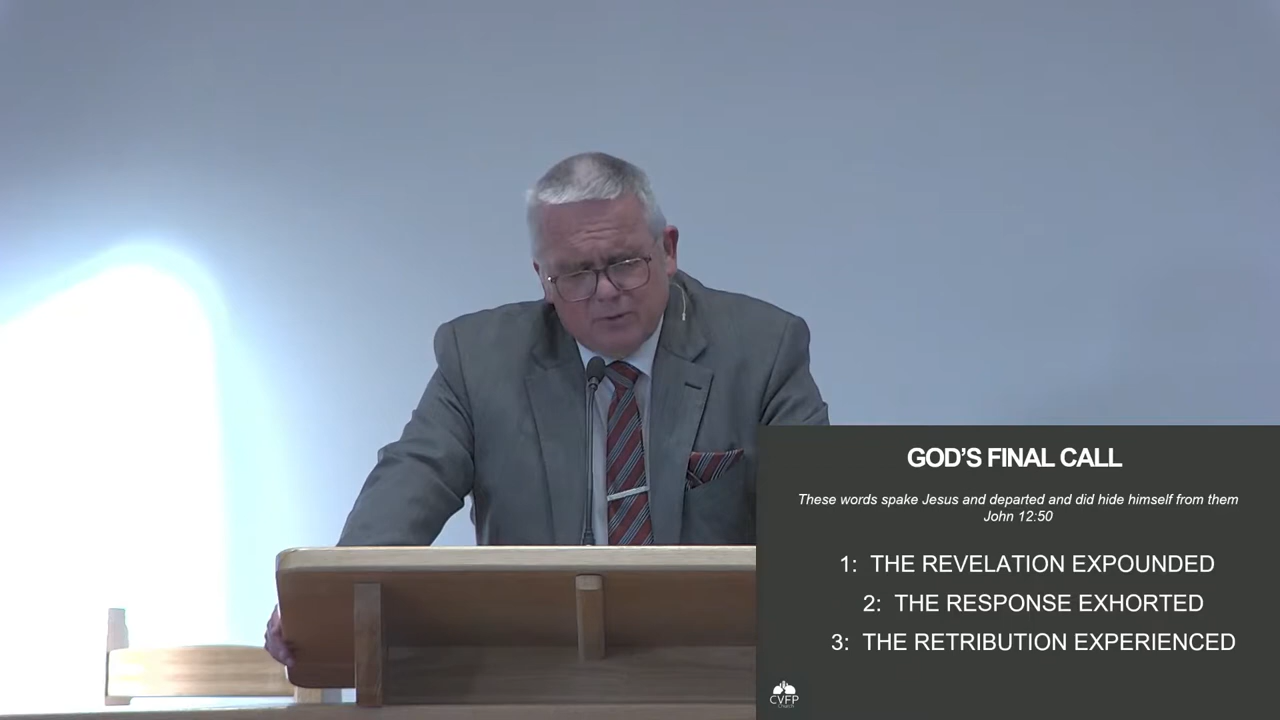 GOD'S FINAL CALL
These words spake Jesus and departed and did hide himself from them
John 12:50
1: THE REVELATION EXPOUNDED
2: THE RESPONSE EXHORTED
3: THE RETRIBUTION EXPERIENCED
CVFP
Church